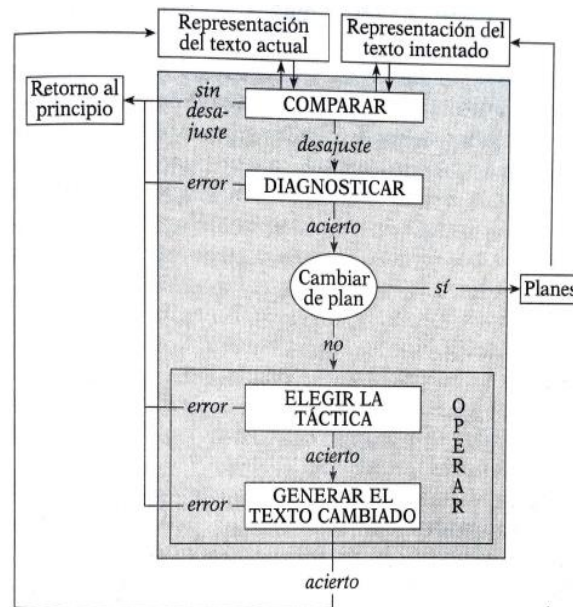 Representación
del texto actual
Representación del
texto intentado
Retorno al
principio
sin
desa-
juste
COMPARAR
desajuste
error
DIAGNOSTICAR
acierto
Cambiar
de plan
sí
Planes
no
error
ELEGIR LA
TÁCTICA
acierto
error
GENERAR EL
TEXTO CAMBIADO
O
P
E
R
A
R
acierto